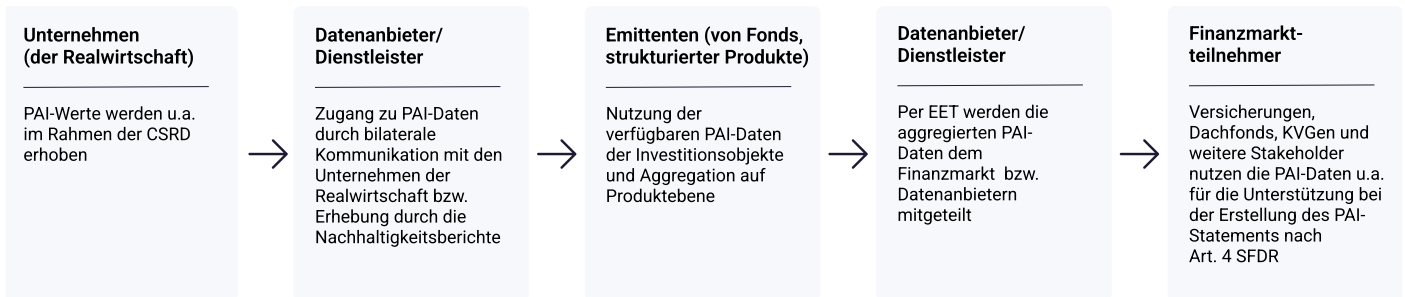 Unternehmen
(der Realwirtschaft)
PAI-Werte werden u.a.
im Rahmen der CSRD
erhoben
Datenanbieter/
Dienstleister
Zugang zu PAI-Daten
durch bilaterale
Kommunikation mit den
Unternehmen der
Realwirtschaft bzw.
Erhebung durch die
Nachhaltigkeitsberichte
Emittenten (von Fonds,
strukturierter Produkte)
Nutzung der
verfügbaren PAI-Daten
der Investitionsobjekte
und Aggregation auf
Produktebene
Datenanbieter/
Dienstleister
Per EET werden die
aggregierten PAI-
Daten dem
Finanzmarkt bzw.
Datenanbietern
mitgeteilt
Finanzmarkt-
teilnehmer
Versicherungen,
Dachfonds, KVGen und
weitere Stakeholder
nutzen die PAI-Daten u.a.
für die Unterstützung bei
der Erstellung des PAI-
Statements nach
Art. 4 SFDR